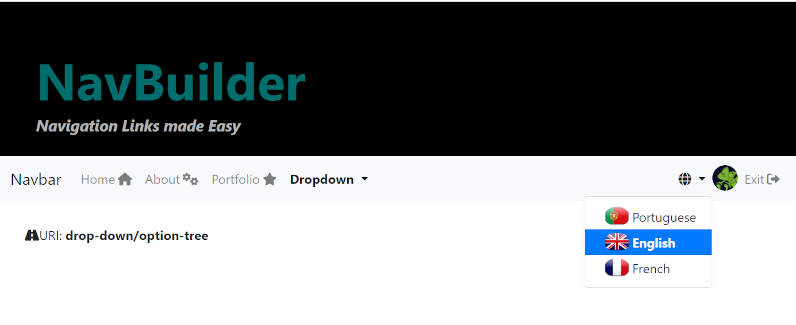 NavBuilder
Navigation Links made Easy
Navbar Home About Portfolio Dropdown Exit
Portuguese
URI: drop-down/option-tree
English
French